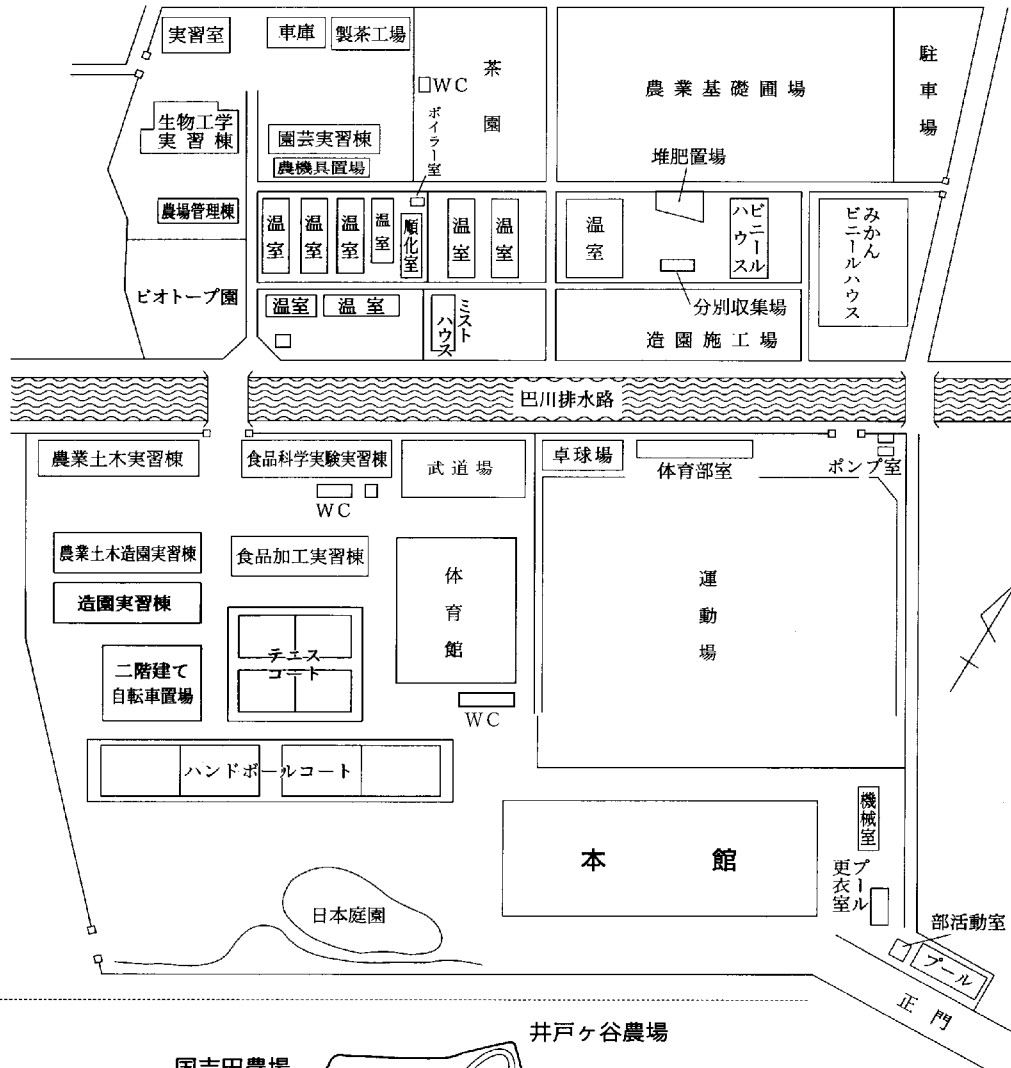 実習室
車庫
製茶工場
茶園
農業基礎圃場
駐車場
WC
ボイラー室
生物工学
実習棟
園芸実習棟
農機具置場
堆肥置場
農場管理棟
温室
温室
温室
温室
順化室
温室
温室
温室
ビニール
ハウス
みかん
ビニールハウス
分別収集場
ビオトープ園
温室
温室
ミスト
ハウス
造園施工場
巴川排水路
農業土木実習棟
食品科学実験実習棟
武道場
卓球場
体育部室
ポンプ室
WC
農業土木造園実習棟
食品加工実習棟
体育館
運動場
造園実習棟
二階建て
自転車置場
テニス
コート
WC
ハンドボールコート
機械室
本館
プール
更衣室
日本庭園
部活動室
プール
正門
井戸ヶ谷農場
国吉田農場